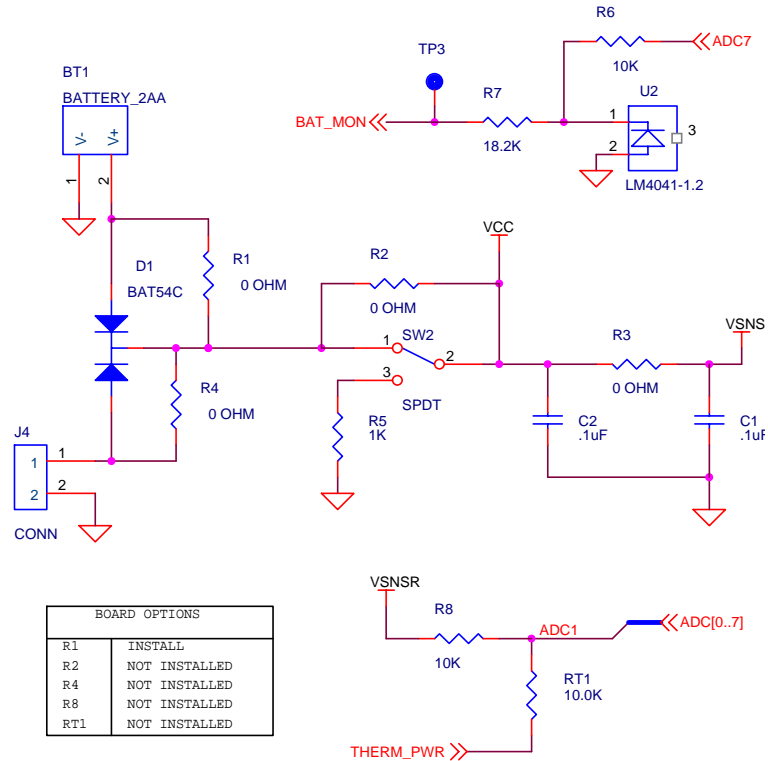 R6
ADC7
10K
TP3
BT1
BATTERY_2AA
V-
V+
1
2
BAT_MON
R7
18.2K
U2
1
2
3
LM4041-1.2
VCC
D1
BAT54C
R1
0 OHM
R2
0 OHM
VSNS
1
SW2
2
3
SPDT
R3
0 OHM
R4
0 OHM
R5
1K
C2
.1uF
C1
.1uF
J4
1
1
2
2
CONN
VSNSR
R8
10K
ADC1
ADC[0..7]
RT1
10.0K
THERM_PWR
BOARD OPTIONS
R1 INSTALL
R2 NOT INSTALLED
R4 NOT INSTALLED
R8 NOT INSTALLED
RT1 NOT INSTALLED